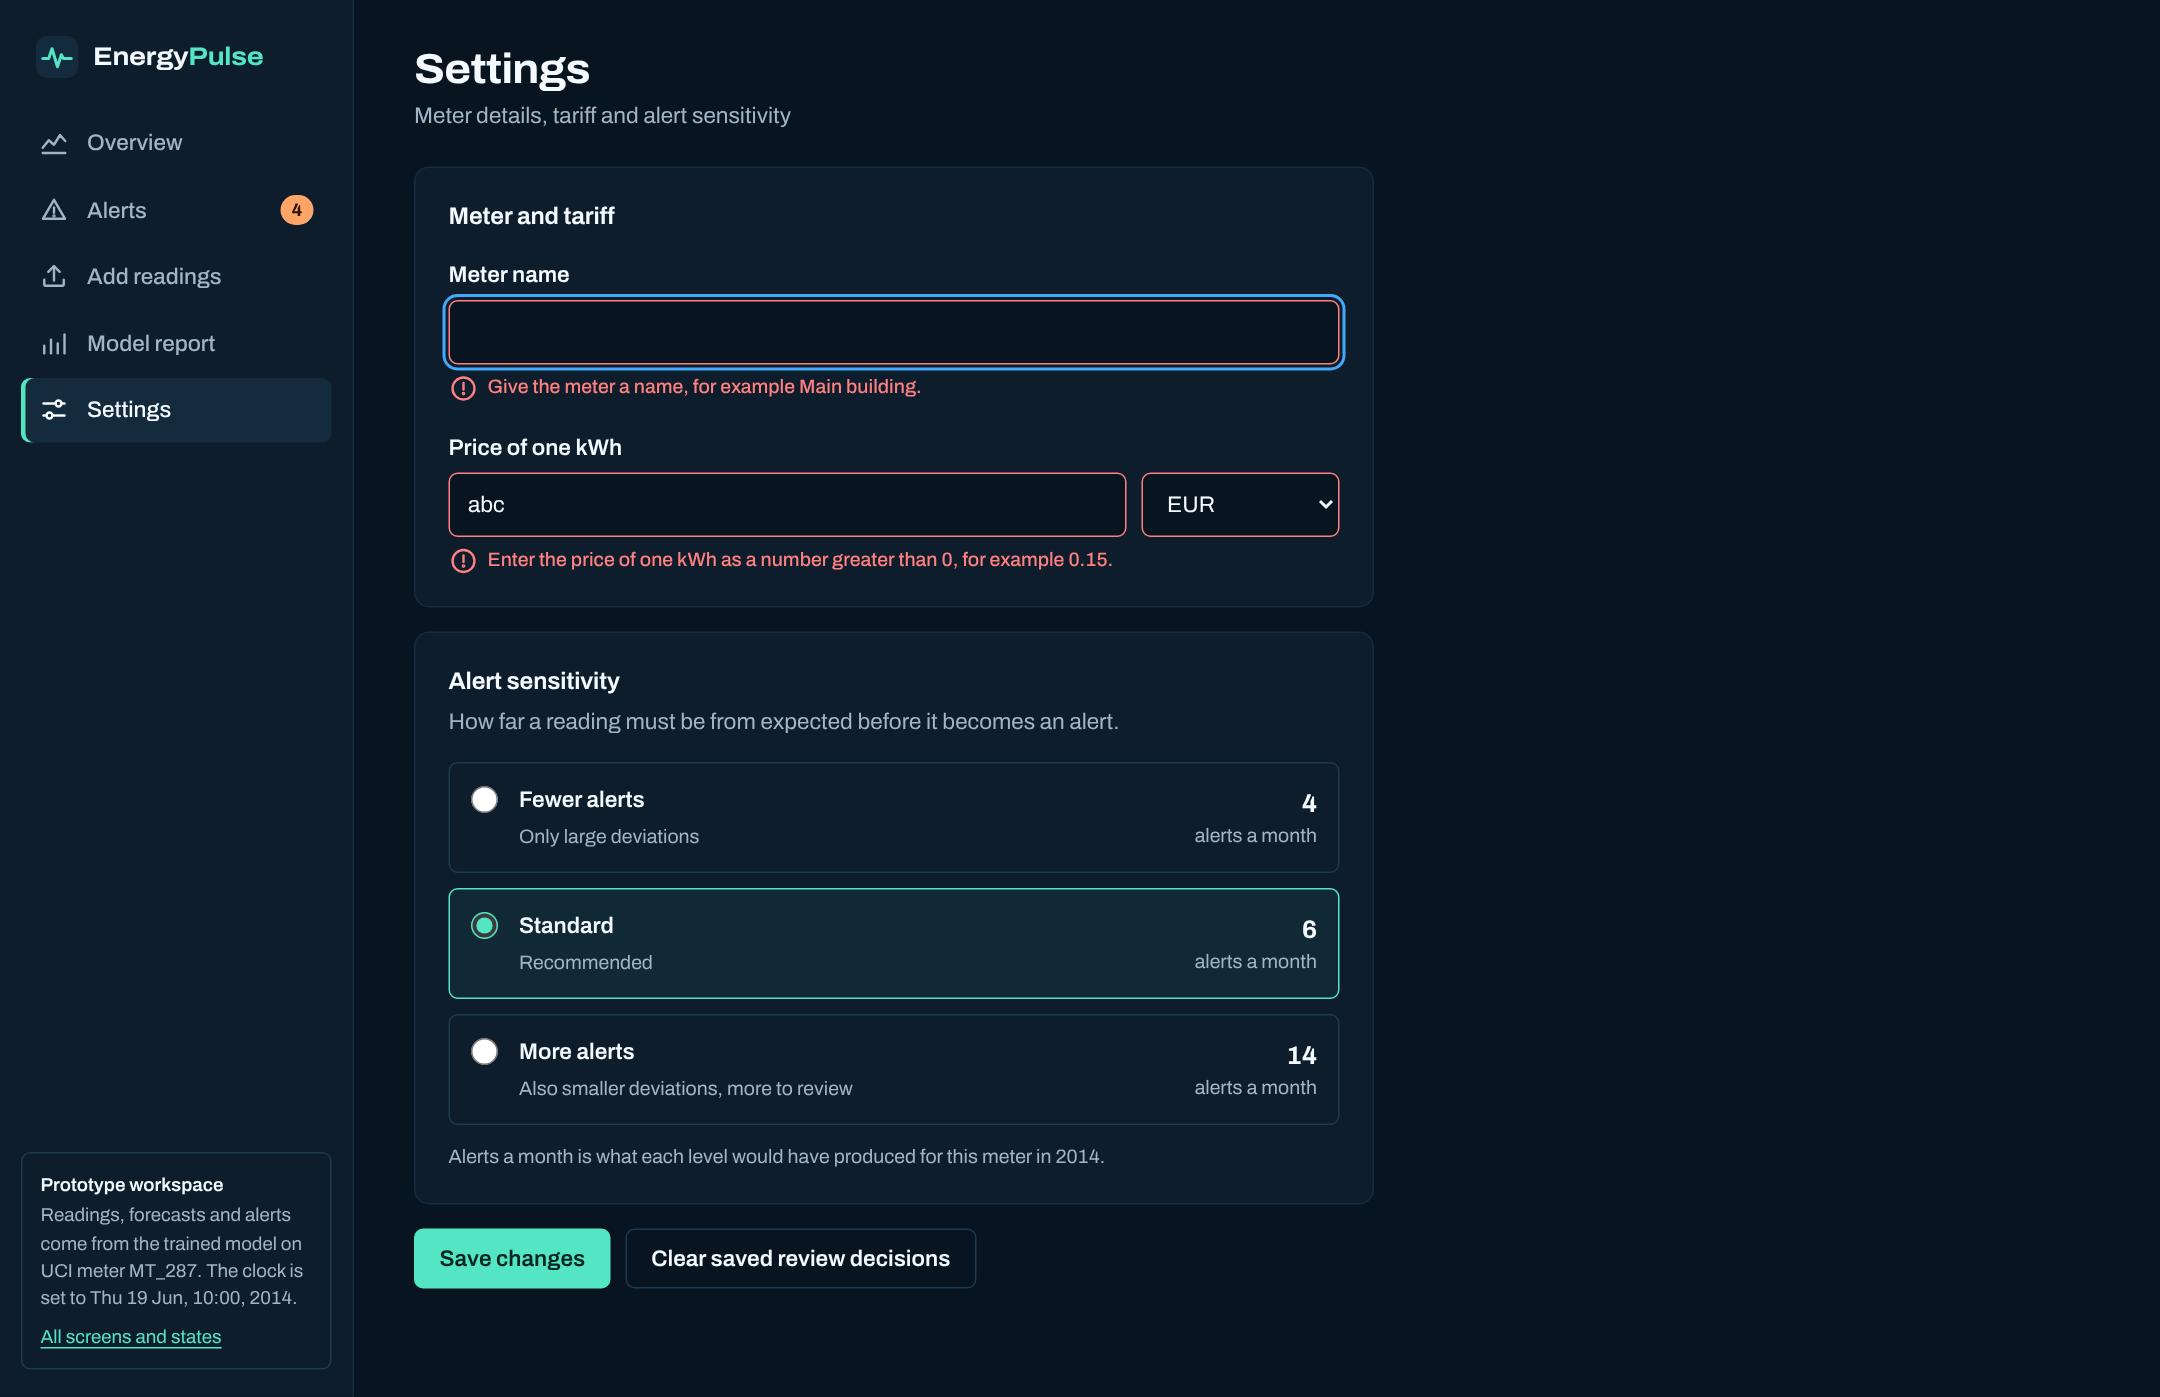 EnergyPulse
Overview
Alerts
4
Add readings
Model report
Settings
Prototype workspace
Readings, forecasts and alerts
come from the trained model on
UCI meter MT_287. The clock is
set to Thu 19 Jun, 10:00, 2014.
All screens and states
Settings
Meter details, tariff and alert sensitivity
Meter and tariff
Meter name
Give the meter a name, for example Main building.
Price of one kWh
abc
EUR
Enter the price of one kWh as a number greater than 0, for example 0.15.
Alert sensitivity
How far a reading must be from expected before it becomes an alert.
Fewer alerts
4
Only large deviations
alerts a month
Standard
6
Recommended
alerts a month
More alerts
14
Also smaller deviations, more to review
alerts a month
Alerts a month is what each level would have produced for this meter in 2014.
Save changes
Clear saved review decisions